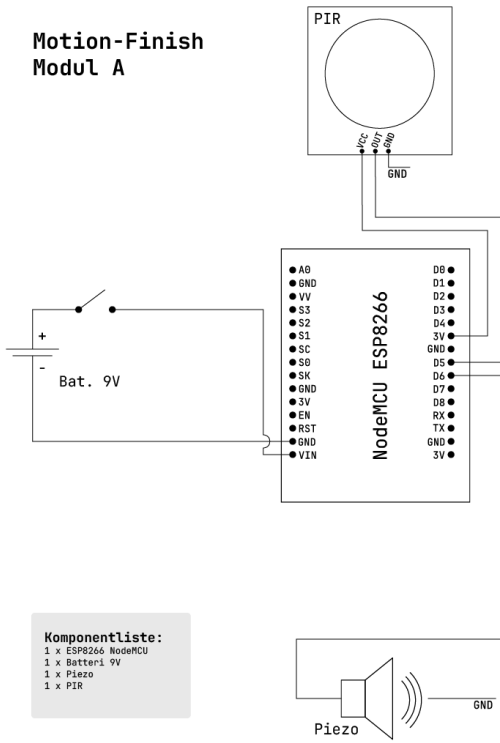 Motion-Finish
Modul A
PIR
VCC
OUT
GND
GND
A0
GND
VV
S3
S2
S1
SC
S0
SK
GND
3V
EN
RST
GND
VIN
NodeMCU ESP8266
D0
D1
D2
D3
D4
3V
GND
D5
D6
D7
D8
RX
TX
GND
3V
+
-
Bat. 9V
Komponentliste:
1 x ESP8266 NodeMCU
1 x Batteri 9V
1 x Piezo
1 x PIR
Piezo
GND